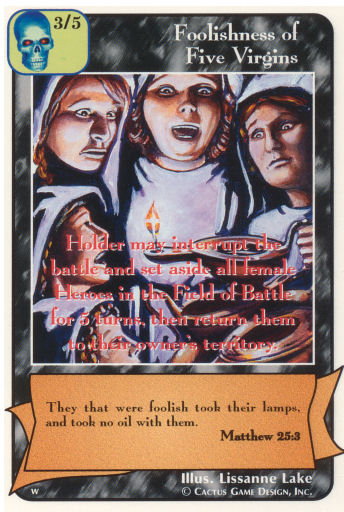 3/5
Foolishness of
Five Virgins
Holder may interrupt the
battle and set aside all female
Heroes in the Field of Battle
for 5 turns, then return them
to their owner's territory.
They that were foolish took their lamps,
and took no oil with them.
Matthew 25:3
Illus. Lissanne Lake
W
© Cactus Game Design, Inc.